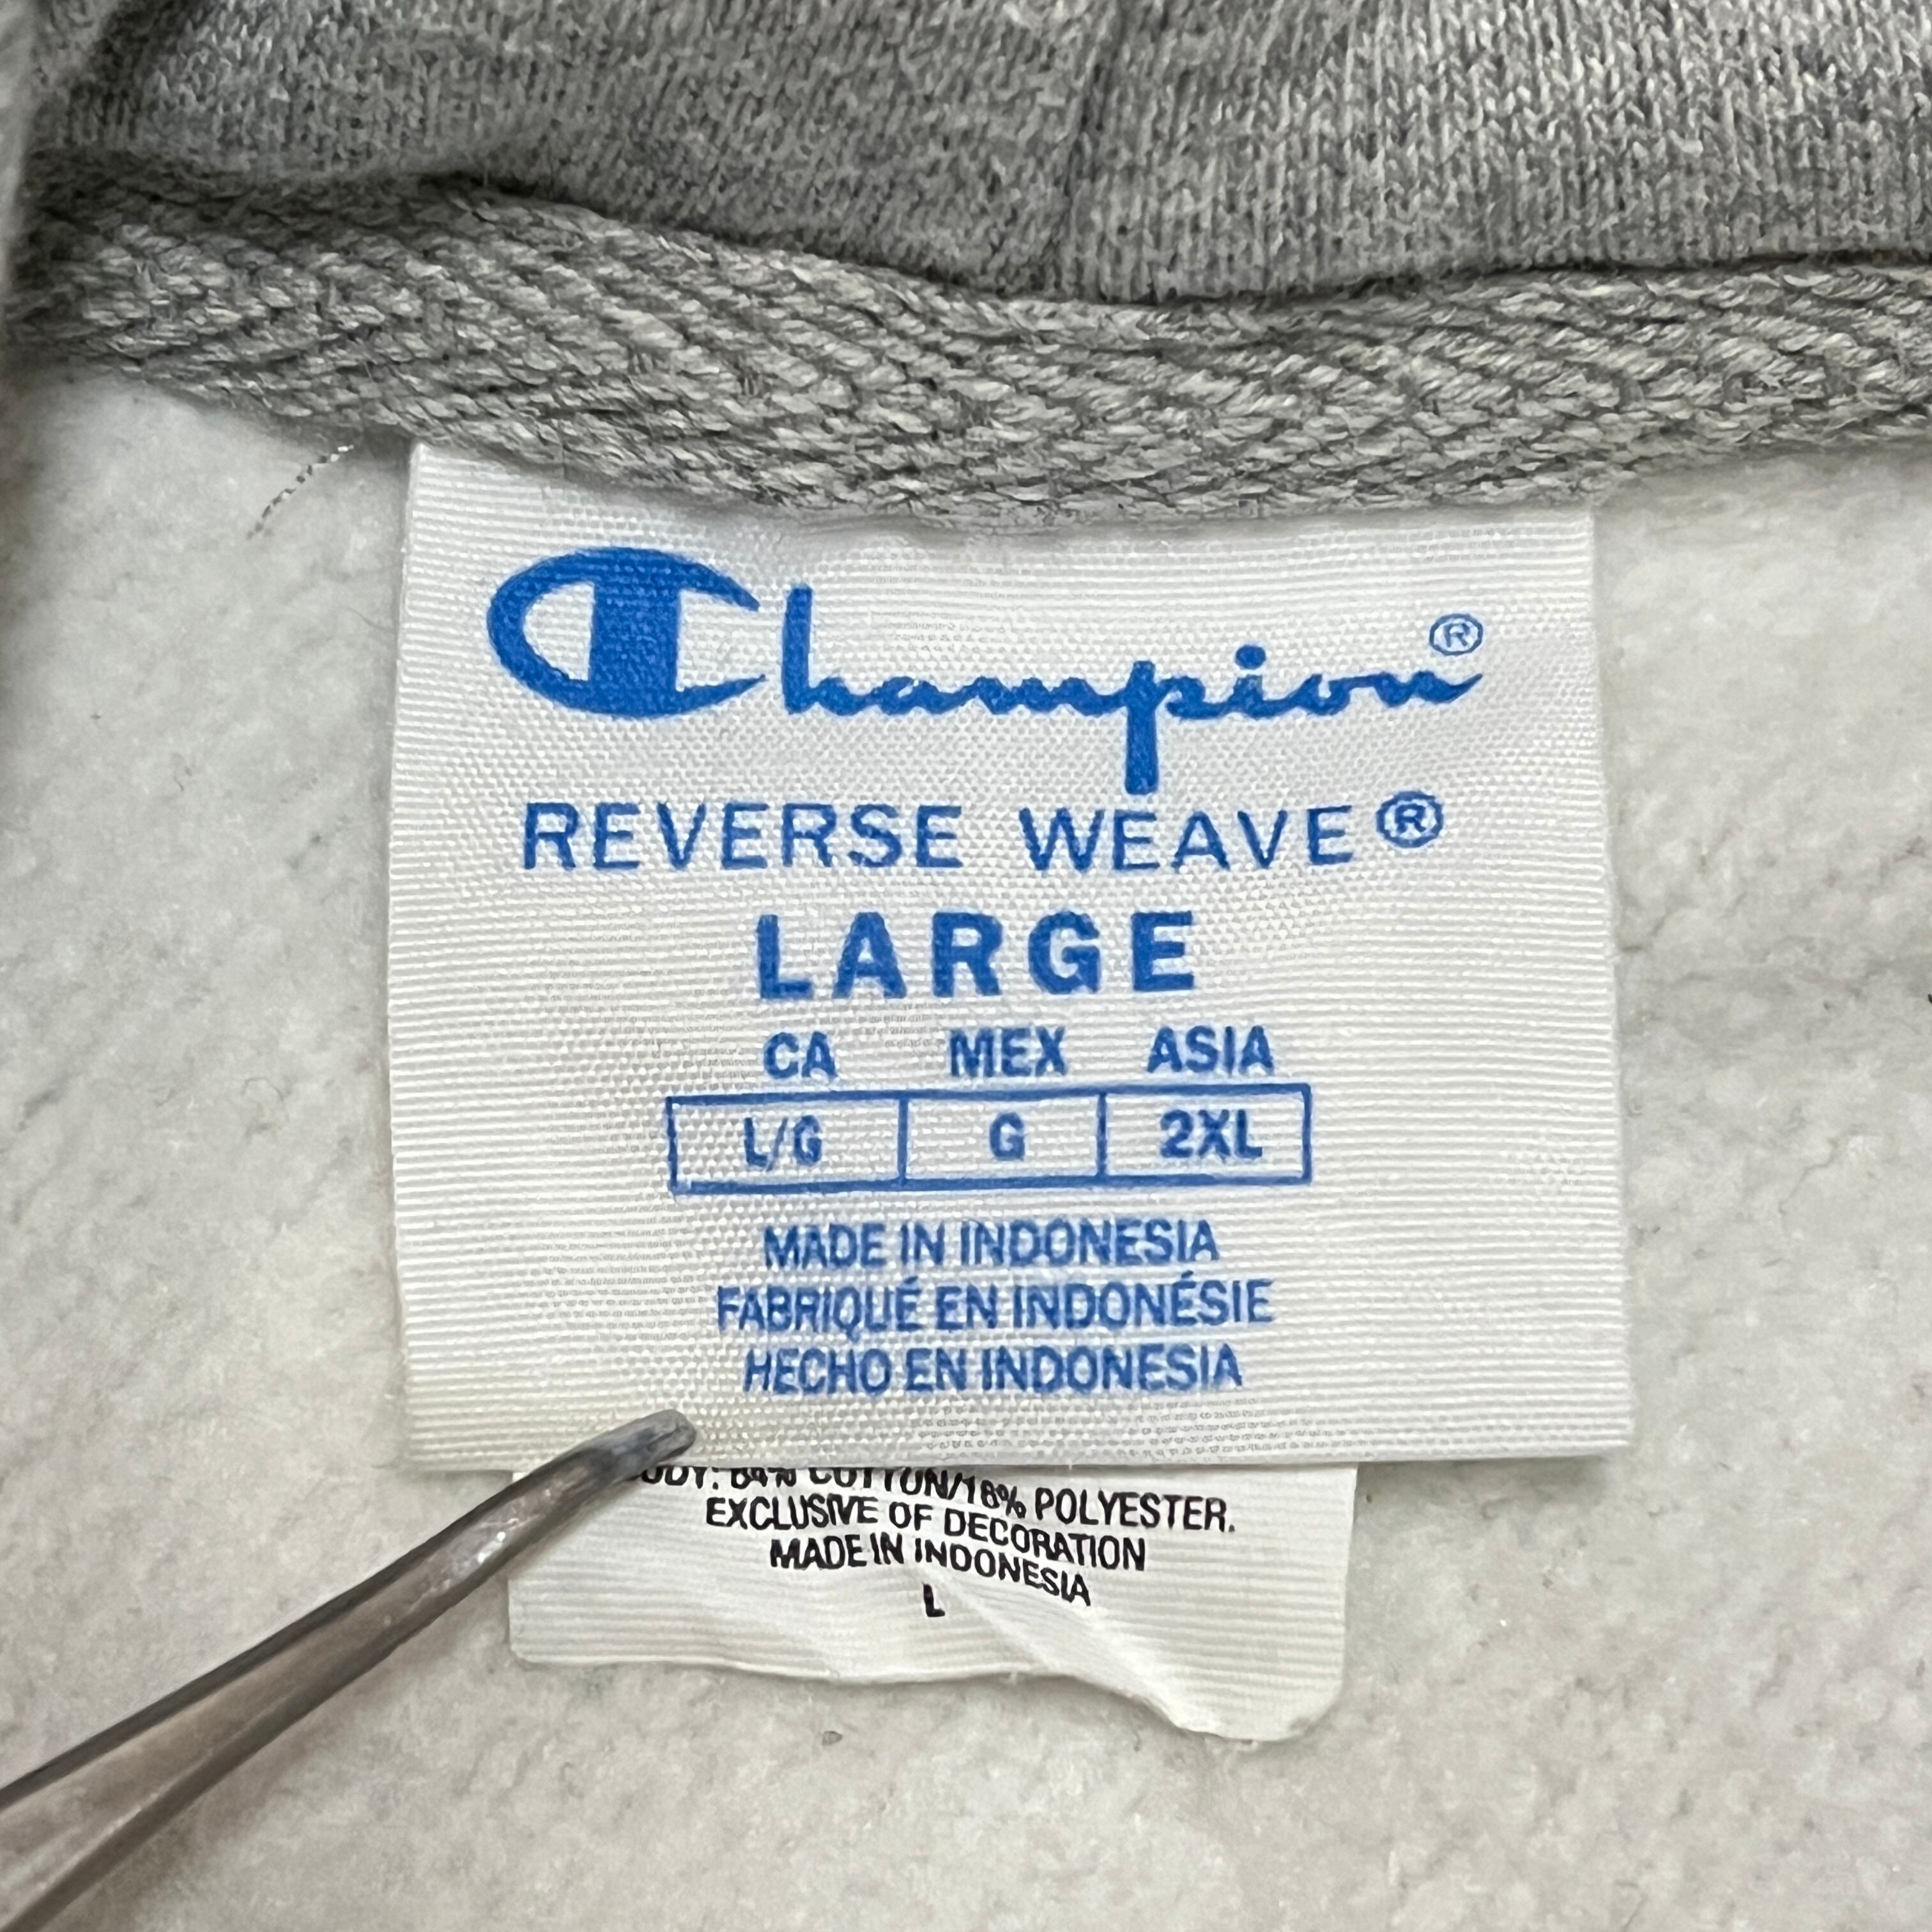 Champion®
REVERSE WEAVE®
LARGE
CA MEX ASIA
L/G G 2XL
MADE IN INDONESIA
FABRIQUÉ EN INDONÉSIE
HECHO EN INDONESIA
COTTON/16% POLYESTER.
EXCLUSIVE OF DECORATION
MADE IN INDONESIA
L